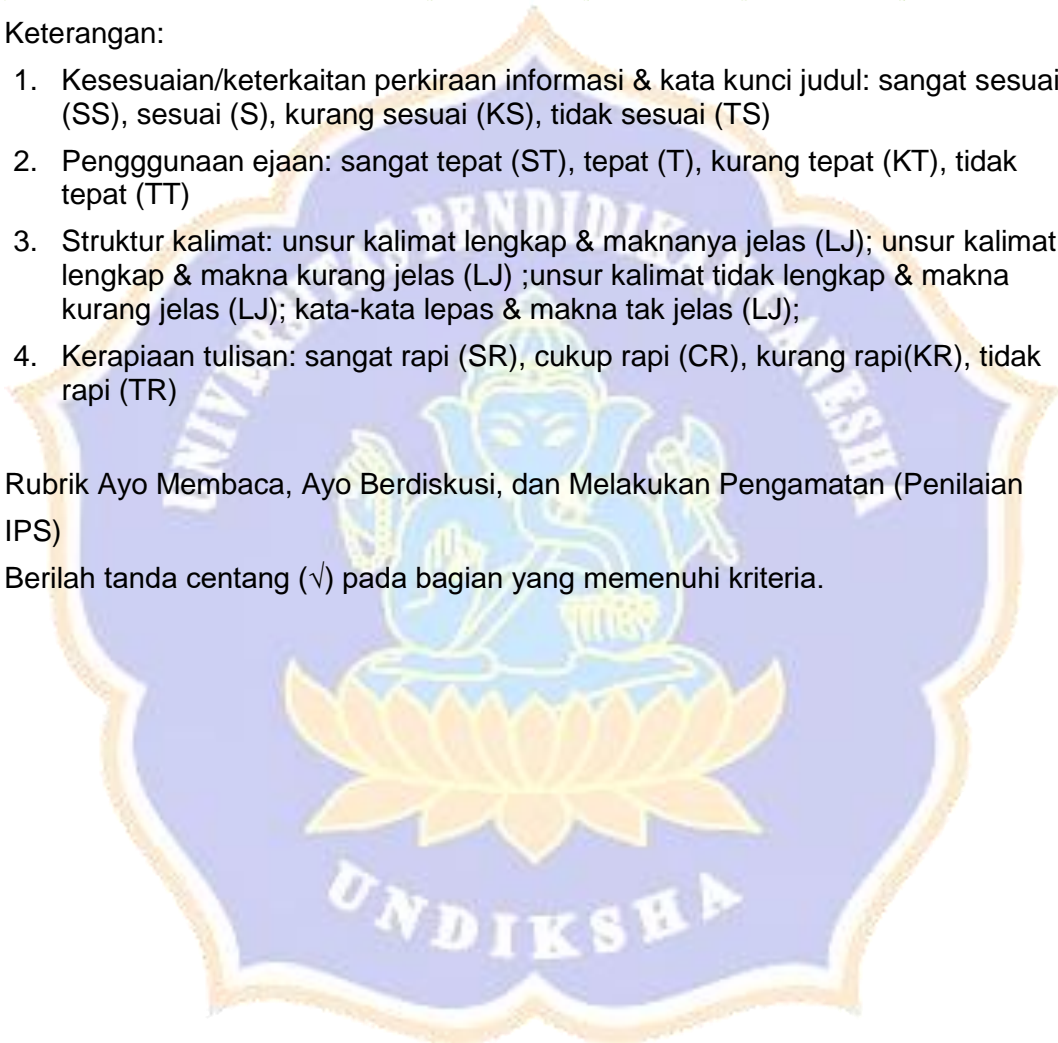 Keterangan:
1. Kesesuaian/keterkaitan perkiraan informasi & kata kunci judul: sangat sesuai
(SS), sesuai (S), kurang sesuai (KS), tidak sesuai (TS)
2. Pengggunaan ejaan: sangat tepat (ST), tepat (T), kurang tepat (KT), tidak
tepat (TT)
3. Struktur kalimat: unsur kalimat lengkap & maknanya jelas (LJ); unsur kalimat
lengkap & makna kurang jelas (LJ) ;unsur kalimat tidak lengkap & makna
kurang jelas (LJ); kata-kata lepas & makna tak jelas (LJ);
4. Kerapiaan tulisan: sangat rapi (SR), cukup rapi (CR), kurang rapi(KR), tidak
rapi (TR)
Rubrik Ayo Membaca, Ayo Berdiskusi, dan Melakukan Pengamatan (Penilaian
IPS)
Berilah tanda centang (√) pada bagian yang memenuhi kriteria.
UNIVERSITAS PENDIDIKAN GANESHA
UNDIKSHA